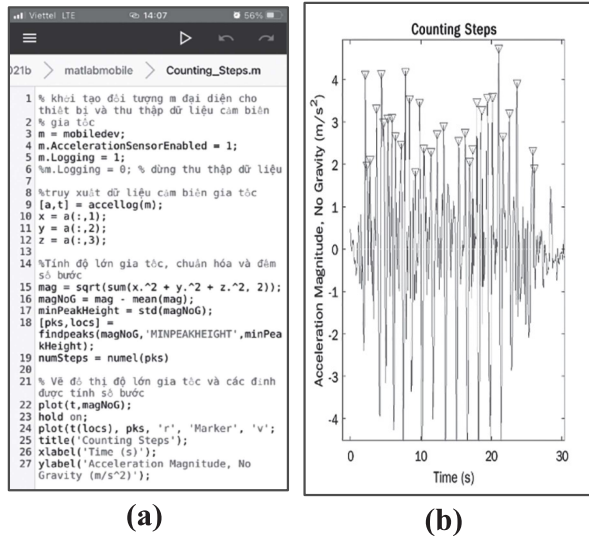 Viettel LTE 14:07 56%
021b matlabmobile Counting_Steps.m
1 % khởi tạo đối tượng m đại diện cho
thiết bị và thu thập dữ liệu cảm biến
2 % gia tốc
3 m = mobiledev;
4 m.AccelerationSensorEnabled = 1;
5 m.Logging = 1;
6 %m.Logging = 0; % dừng thu thập dữ liệu
7
8 %truy xuất dữ liệu cảm biến gia tốc
9 [a,t] = accellog(m);
10 x = a(:,1);
11 y = a(:,2);
12 z = a(:,3);
13
14 %Tính độ lớn gia tốc, chuẩn hóa và đếm
số bước
15 mag = sqrt(sum(x.^2 + y.^2 + z.^2, 2));
16 magNoG = mag - mean(mag);
17 minPeakHeight = std(magNoG);
18 [pks,locs] =
findpeaks(magNoG,'MINPEAKHEIGHT',minPea
kHeight);
19 numSteps = numel(pks)
20
21 % Vẽ đồ thị độ lớn gia tốc và các đỉnh
được tính số bước
22 plot(t,magNoG);
23 hold on;
24 plot(t(locs), pks, 'r', 'Marker', 'v');
25 title('Counting Steps');
26 xlabel('Time (s)');
27 ylabel('Acceleration Magnitude, No
Gravity (m/s^2)');
(a)
Counting Steps
Acceleration Magnitude, No Gravity (m/s²)
4
3
2
1
0
-1
-2
-3
-4
0 10 20 30
Time (s)
(b)